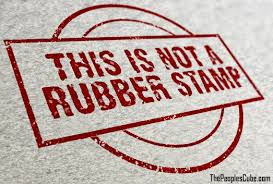 THIS IS NOT A
RUBBER STAMP
ThePeoplesCube.com